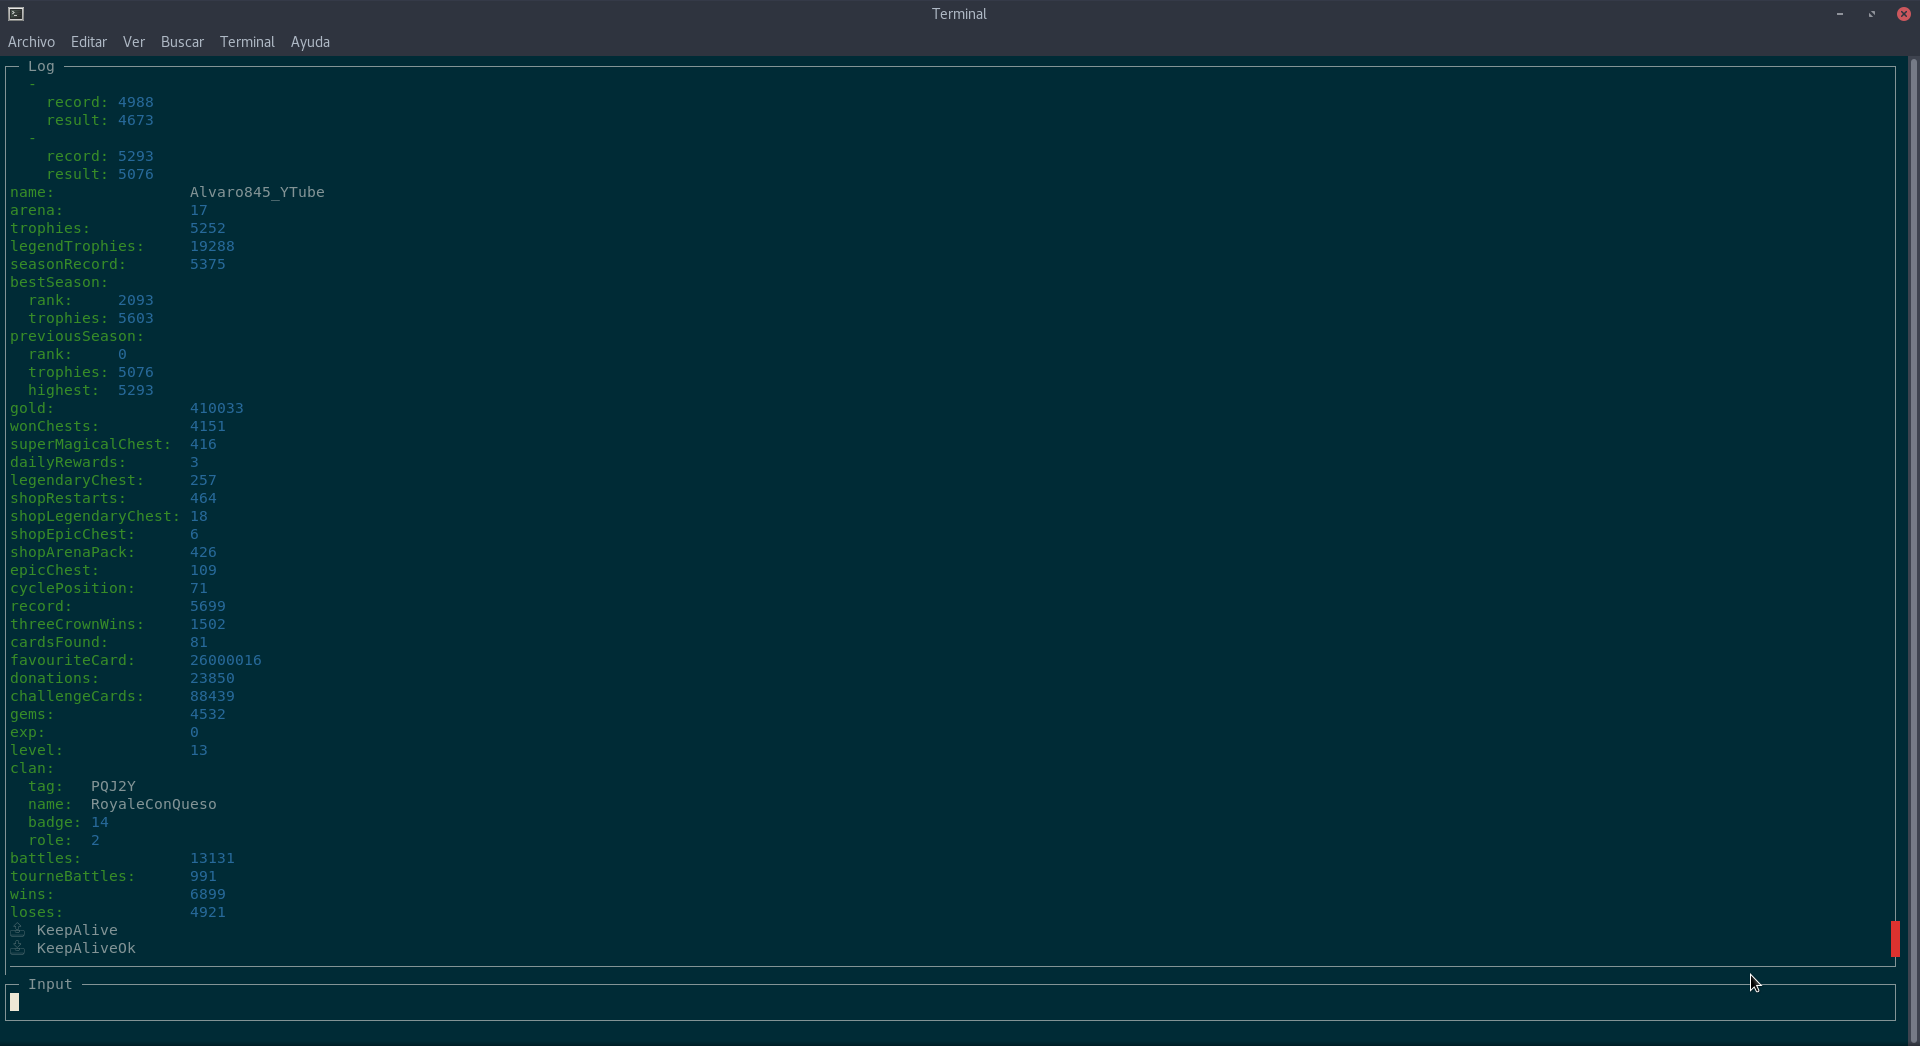 Terminal
Archivo Editar Ver Buscar Terminal Ayuda
Log
-
record: 4988
result: 4673
-
record: 5293
result: 5076
name: Alvaro845_YTube
arena: 17
trophies: 5252
legendTrophies: 19288
seasonRecord: 5375
bestSeason:
rank: 2093
trophies: 5603
previousSeason:
rank: 0
trophies: 5076
highest: 5293
gold: 410033
wonChests: 4151
superMagicalChest: 416
dailyRewards: 3
legendaryChest: 257
shopRestarts: 464
shopLegendaryChest: 18
shopEpicChest: 6
shopArenaPack: 426
epicChest: 109
cyclePosition: 71
record: 5699
threeCrownWins: 1502
cardsFound: 81
favouriteCard: 26000016
donations: 23850
challengeCards: 88439
gems: 4532
exp: 0
level: 13
clan:
tag: PQJ2Y
name: RoyaleConQueso
badge: 14
role: 2
battles: 13131
tourneBattles: 991
wins: 6899
loses: 4921
KeepAlive
KeepAliveOk
Input